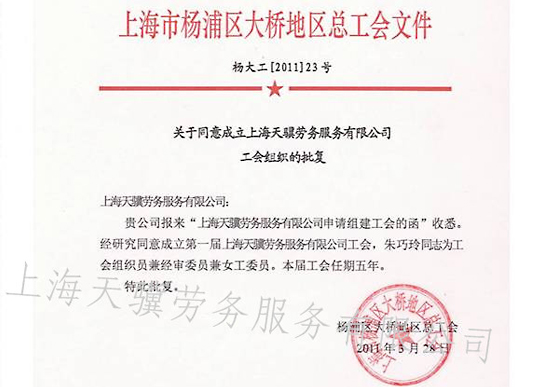 上海市杨浦区大桥地区总工会文件
杨大工[2011]23号
关于同意成立上海天骥劳务服务有限公司
工会组织的批复
上海天骥劳务服务有限公司:
贵公司报来“上海天骥劳务服务有限公司申请组建工会的函”收悉。
经研究同意成立第一届上海天骥劳务服务有限公司工会,朱巧玲同志为工
会组织员兼经审委员兼女工委员。本届工会任期五年。
特此批复。
杨浦区大桥地区总工会
2011年3月28日
杨浦区大桥地区总工会
上海天骥劳务服务有限公司